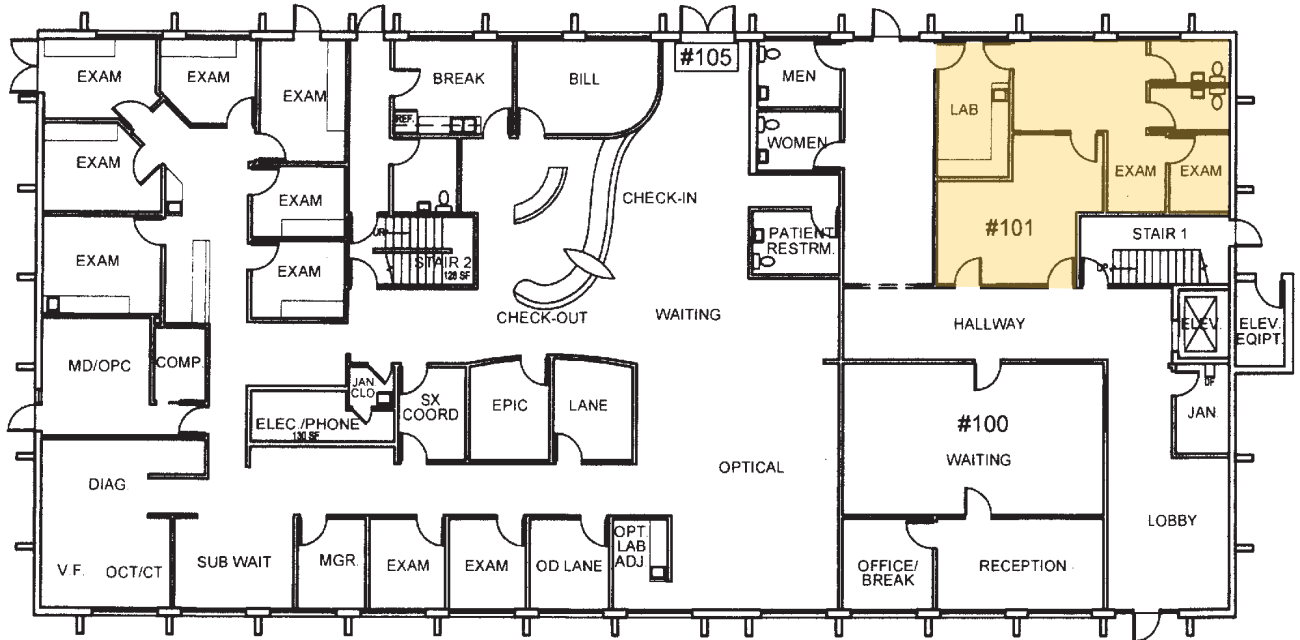 #105
EXAM
EXAM
EXAM
BREAK
BILL
MEN
LAB
REF.
WOMEN
EXAM
EXAM
EXAM
EXAM
CHECK-IN
UP
STAIR 2
128 SF
PATIENT
RESTRM.
#101
STAIR 1
UP
EXAM
EXAM
CHECK-OUT
WAITING
HALLWAY
ELEV.
ELEV.
EQIPT.
MD/OPC
COMP.
JAN.
CLO.
SX
COORD
EPIC
LANE
DF
JAN.
ELEC./PHONE
130 SF
#100
WAITING
OPTICAL
DIAG.
LOBBY
V.F.
OCT/CT
SUB WAIT
MGR.
EXAM
EXAM
OD LANE
OPT.
LAB
ADJ.
OFFICE/
BREAK
RECEPTION